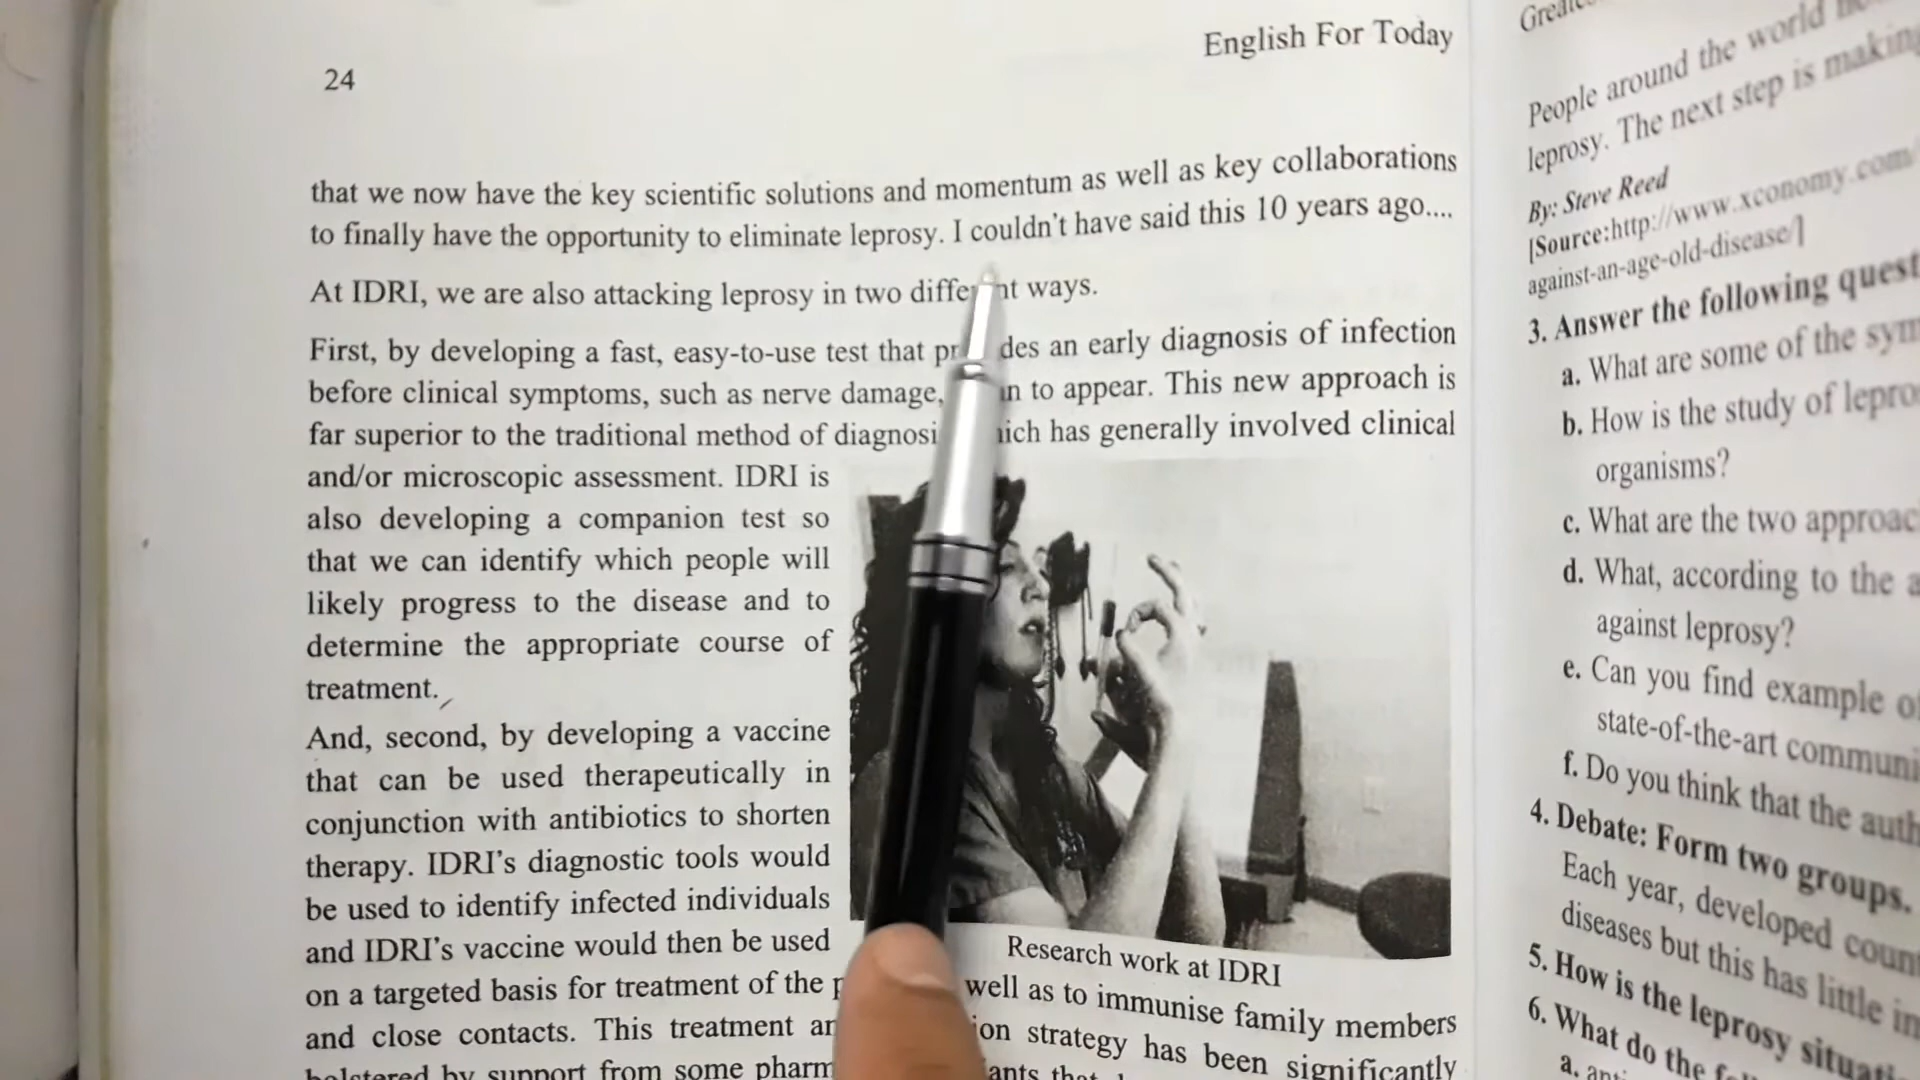 24
English For Today
that we now have the key scientific solutions and momentum as well as key collaborations
to finally have the opportunity to eliminate leprosy. I couldn't have said this 10 years ago....
At IDRI, we are also attacking leprosy in two different ways.
First, by developing a fast, easy-to-use test that an early diagnosis of infection
before clinical symptoms, such as nerve damage, to appear. This new approach is
far superior to the traditional method of has generally involved clinical
and/or microscopic assessment. IDRI is
also developing a companion test so
that we can identify which people will
likely progress to the disease and to
determine the appropriate course of
treatment.
And, second, by developing a vaccine
that can be used therapeutically in
conjunction with antibiotics to shorten
therapy. IDRI's diagnostic tools would
be used to identify infected individuals
and IDRI's vaccine would then be used
Research work at IDRI
on a targeted basis for treatment of the well as to immunise family members
and close contacts. This treatment strategy has been significantly
bolstered by support from some
People around the world
leprosy. The next step is making
By: Steve Reed
[Source:http://www.xconomy.com/
against-an-age-old-disease/]
3. Answer the following
a. What are some of the
b. How is the study of
organisms?
c. What are the two
d. What, according to the
against leprosy?
e. Can you find example
state-of-the-art
f. Do you think that the
4. Debate: Form two groups.
Each year, developed
diseases but this has little
5. How is the leprosy
6. What do the
a.